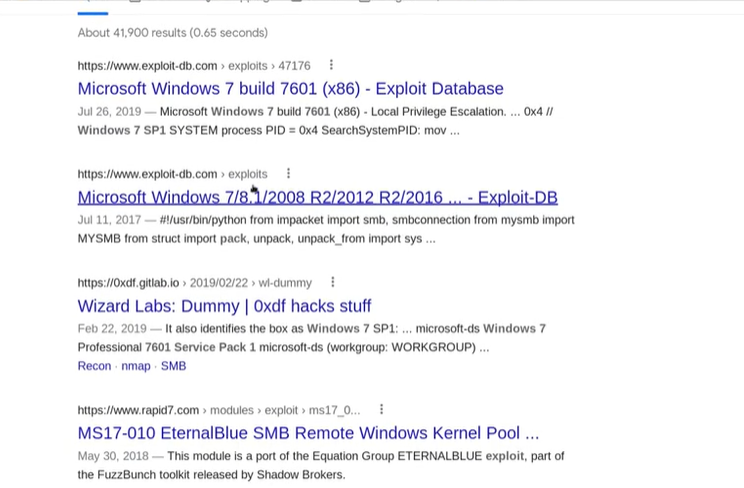 About 41,900 results (0.65 seconds)
https://www.exploit-db.com › exploits › 47176
Microsoft Windows 7 build 7601 (x86) - Exploit Database
Jul 26, 2019 — Microsoft Windows 7 build 7601 (x86) - Local Privilege Escalation. ... 0x4 //
Windows 7 SP1 SYSTEM process PID = 0x4 SearchSystemPID: mov ...
https://www.exploit-db.com › exploits
Microsoft Windows 7/8.1/2008 R2/2012 R2/2016 ... - Exploit-DB
Jul 11, 2017 — #!/usr/bin/python from impacket import smb, smbconnection from mysmb import
MYSMB from struct import pack, unpack, unpack_from import sys ...
https://0xdf.gitlab.io › 2019/02/22 › wl-dummy
Wizard Labs: Dummy | 0xdf hacks stuff
Feb 22, 2019 — It also identifies the box as Windows 7 SP1: ... microsoft-ds Windows 7
Professional 7601 Service Pack 1 microsoft-ds (workgroup: WORKGROUP) ...
Recon · nmap · SMB
https://www.rapid7.com › modules › exploit › ms17_0...
MS17-010 EternalBlue SMB Remote Windows Kernel Pool ...
May 30, 2018 — This module is a port of the Equation Group ETERNALBLUE exploit, part of
the FuzzBunch toolkit released by Shadow Brokers.